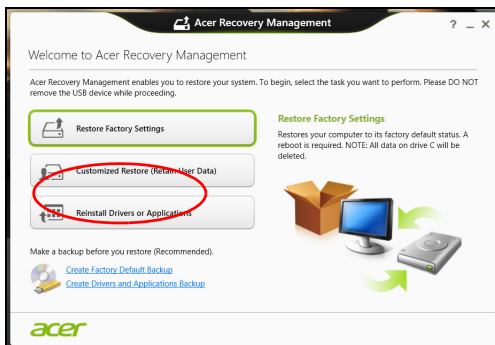 Acer Recovery Management
? _ X
Welcome to Acer Recovery Management
Acer Recovery Management enables you to restore your system. To begin, select the task you want to perform. Please DO NOT
remove the USB device while proceeding.
Restore Factory Settings
Customized Restore (Retain User Data)
Reinstall Drivers or Applications
Restore Factory Settings
Restores your computer to its factory default status. A
reboot is required. NOTE: All data on drive C will be
deleted.
Make a backup before you restore (Recommended).
Create Factory Default Backup
Create Drivers and Applications Backup
acer